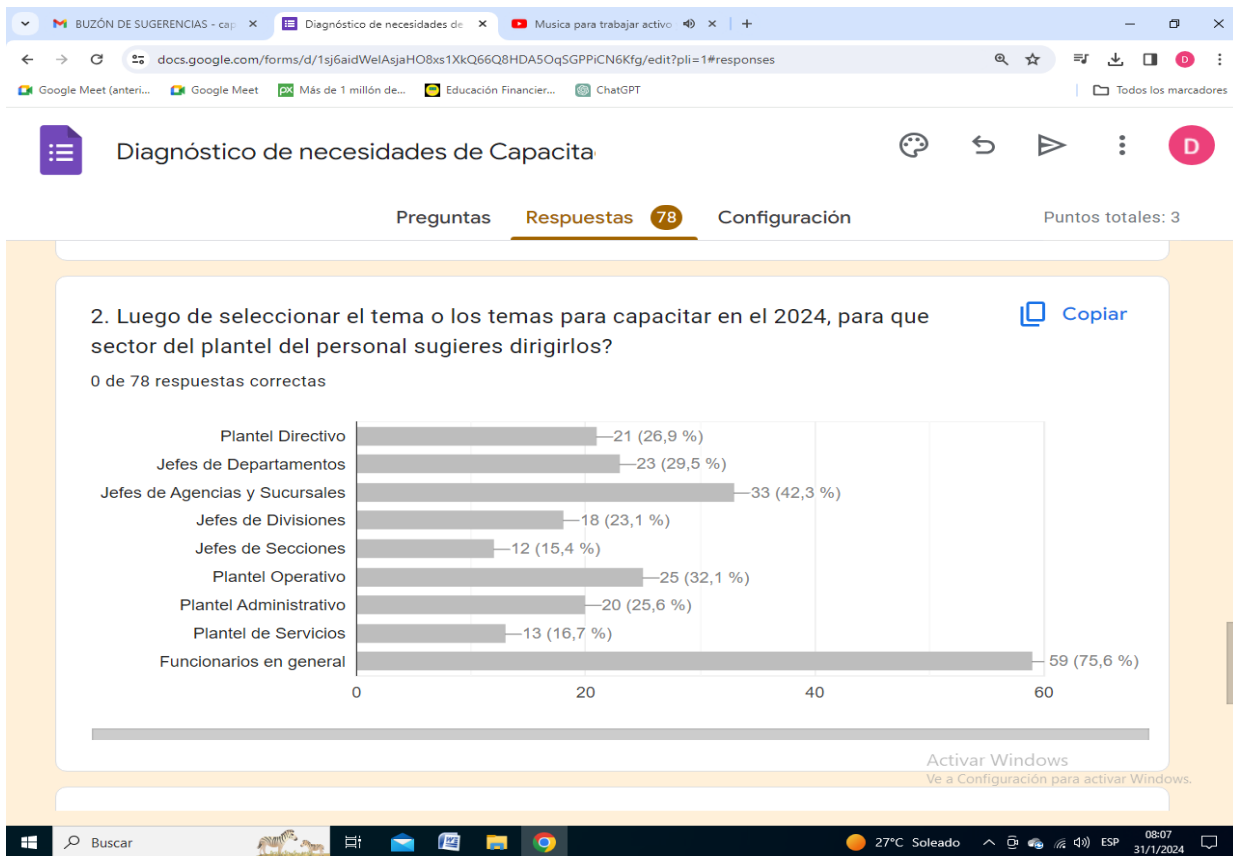 BUZÓN DE SUGERENCIAS - cap
Diagnóstico de necesidades de
Musica para trabajar activo
docs.google.com/forms/d/1sj6aidWelAsjaHO8xs1XkQ66Q8HDA5OqSGPPiCN6Kfg/edit?pli=1#responses
D
Google Meet (anteri...
Google Meet
Más de 1 millón de...
Educación Financier...
ChatGPT
Todos los marcadores
Diagnóstico de necesidades de Capacita
D
Preguntas
Respuestas 78
Configuración
Puntos totales: 3
2. Luego de seleccionar el tema o los temas para capacitar en el 2024, para que
sector del plantel del personal sugieres dirigirlos?
Copiar
0 de 78 respuestas correctas
Plantel Directivo 21 (26,9 %)
Jefes de Departamentos 23 (29,5 %)
Jefes de Agencias y Sucursales 33 (42,3 %)
Jefes de Divisiones 18 (23,1 %)
Jefes de Secciones 12 (15,4 %)
Plantel Operativo 25 (32,1 %)
Plantel Administrativo 20 (25,6 %)
Plantel de Servicios 13 (16,7 %)
Funcionarios en general 59 (75,6 %)
0 20 40 60
Activar Windows
Ve a Configuración para activar Windows.
Buscar
27°C Soleado
ESP
08:07
31/1/2024